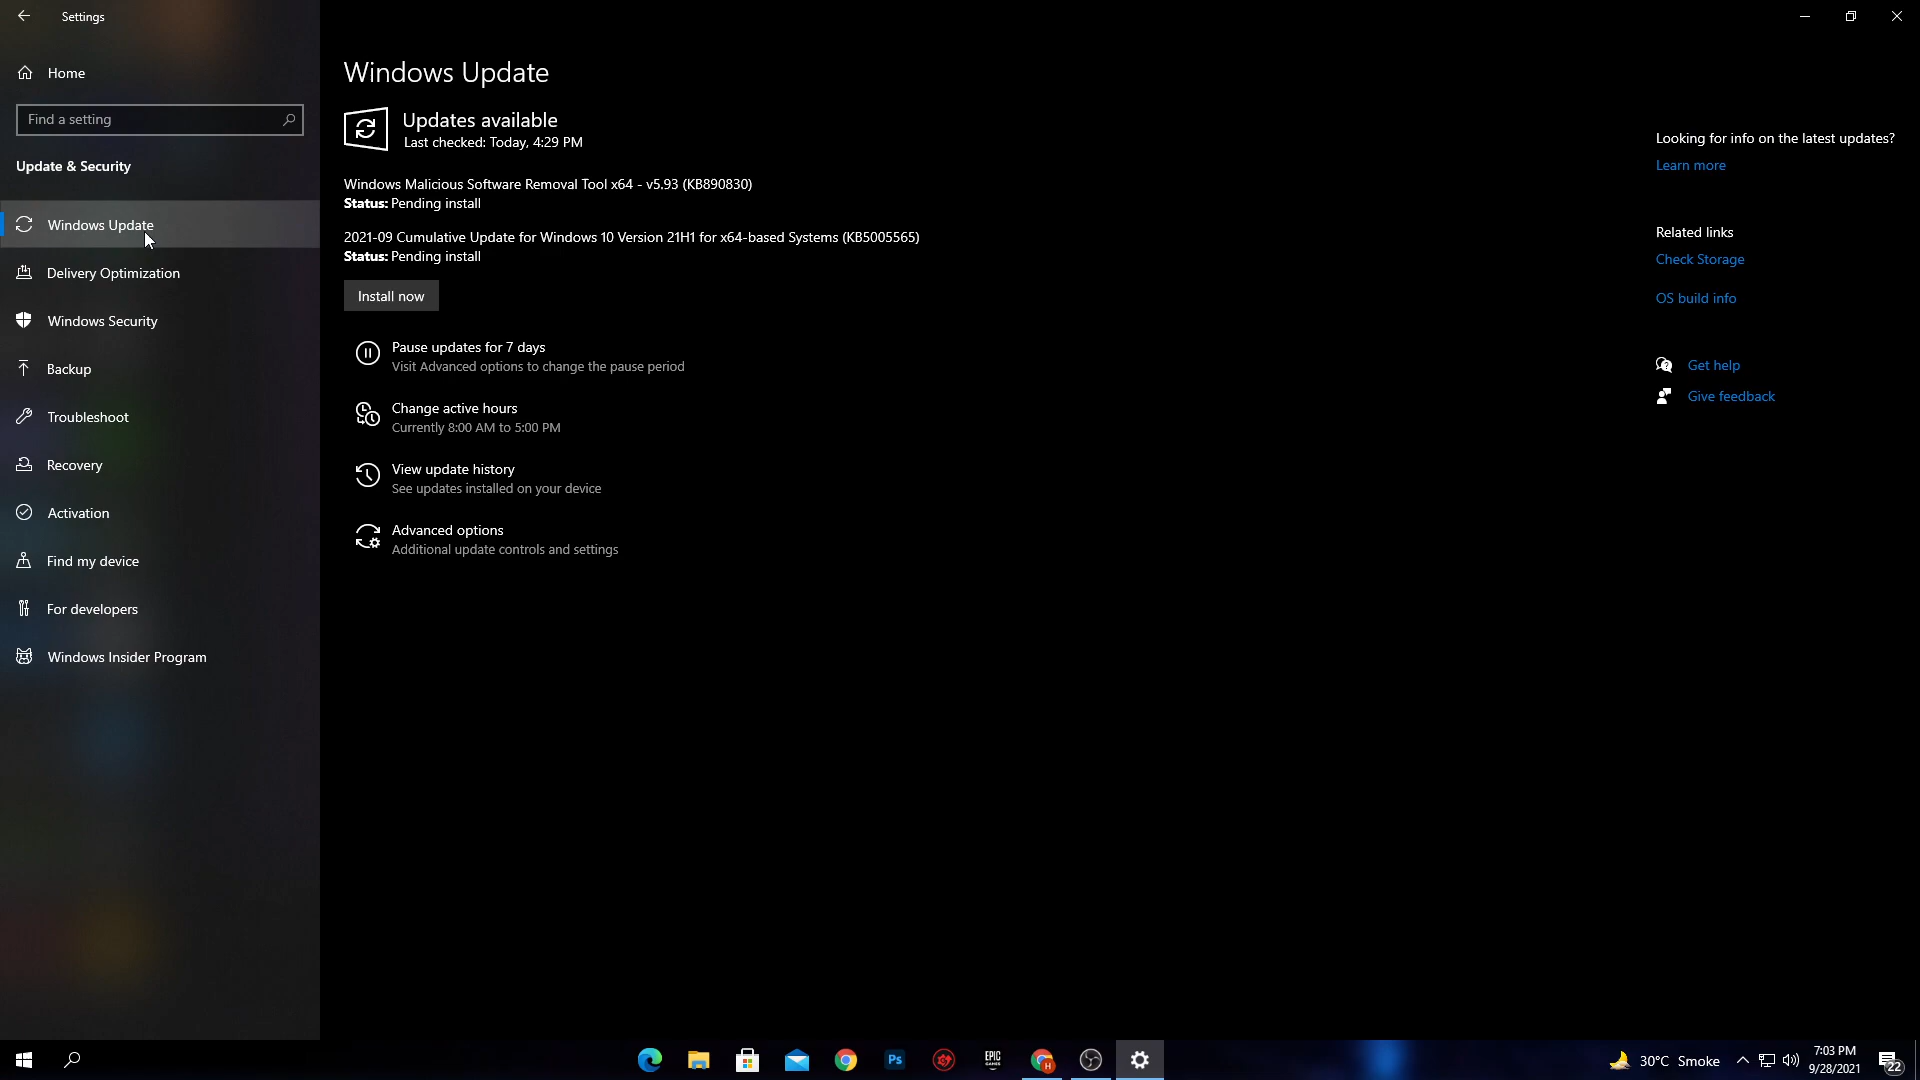 Settings
Home
Find a setting
Update & Security
Windows Update
Delivery Optimization
Windows Security
Backup
Troubleshoot
Recovery
Activation
Find my device
For developers
Windows Insider Program
Windows Update
Updates available
Last checked: Today, 4:29 PM
Windows Malicious Software Removal Tool x64 - v5.93 (KB890830)
Status: Pending install
2021-09 Cumulative Update for Windows 10 Version 21H1 for x64-based Systems (KB5005565)
Status: Pending install
Install now
Pause updates for 7 days
Visit Advanced options to change the pause period
Change active hours
Currently 8:00 AM to 5:00 PM
View update history
See updates installed on your device
Advanced options
Additional update controls and settings
Looking for info on the latest updates?
Learn more
Related links
Check Storage
OS build info
Get help
Give feedback
Ps
EPIC
GAMES
H
30°C Smoke
7:03 PM
9/28/2021
22